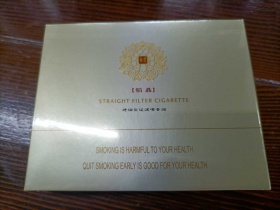 STRAIGHT FILTER CIGARETTE
SMOKING IS HARMFUL TO YOUR HEALTH
QUIT SMOKING EARLY IS GOOD FOR YOUR HEALTH